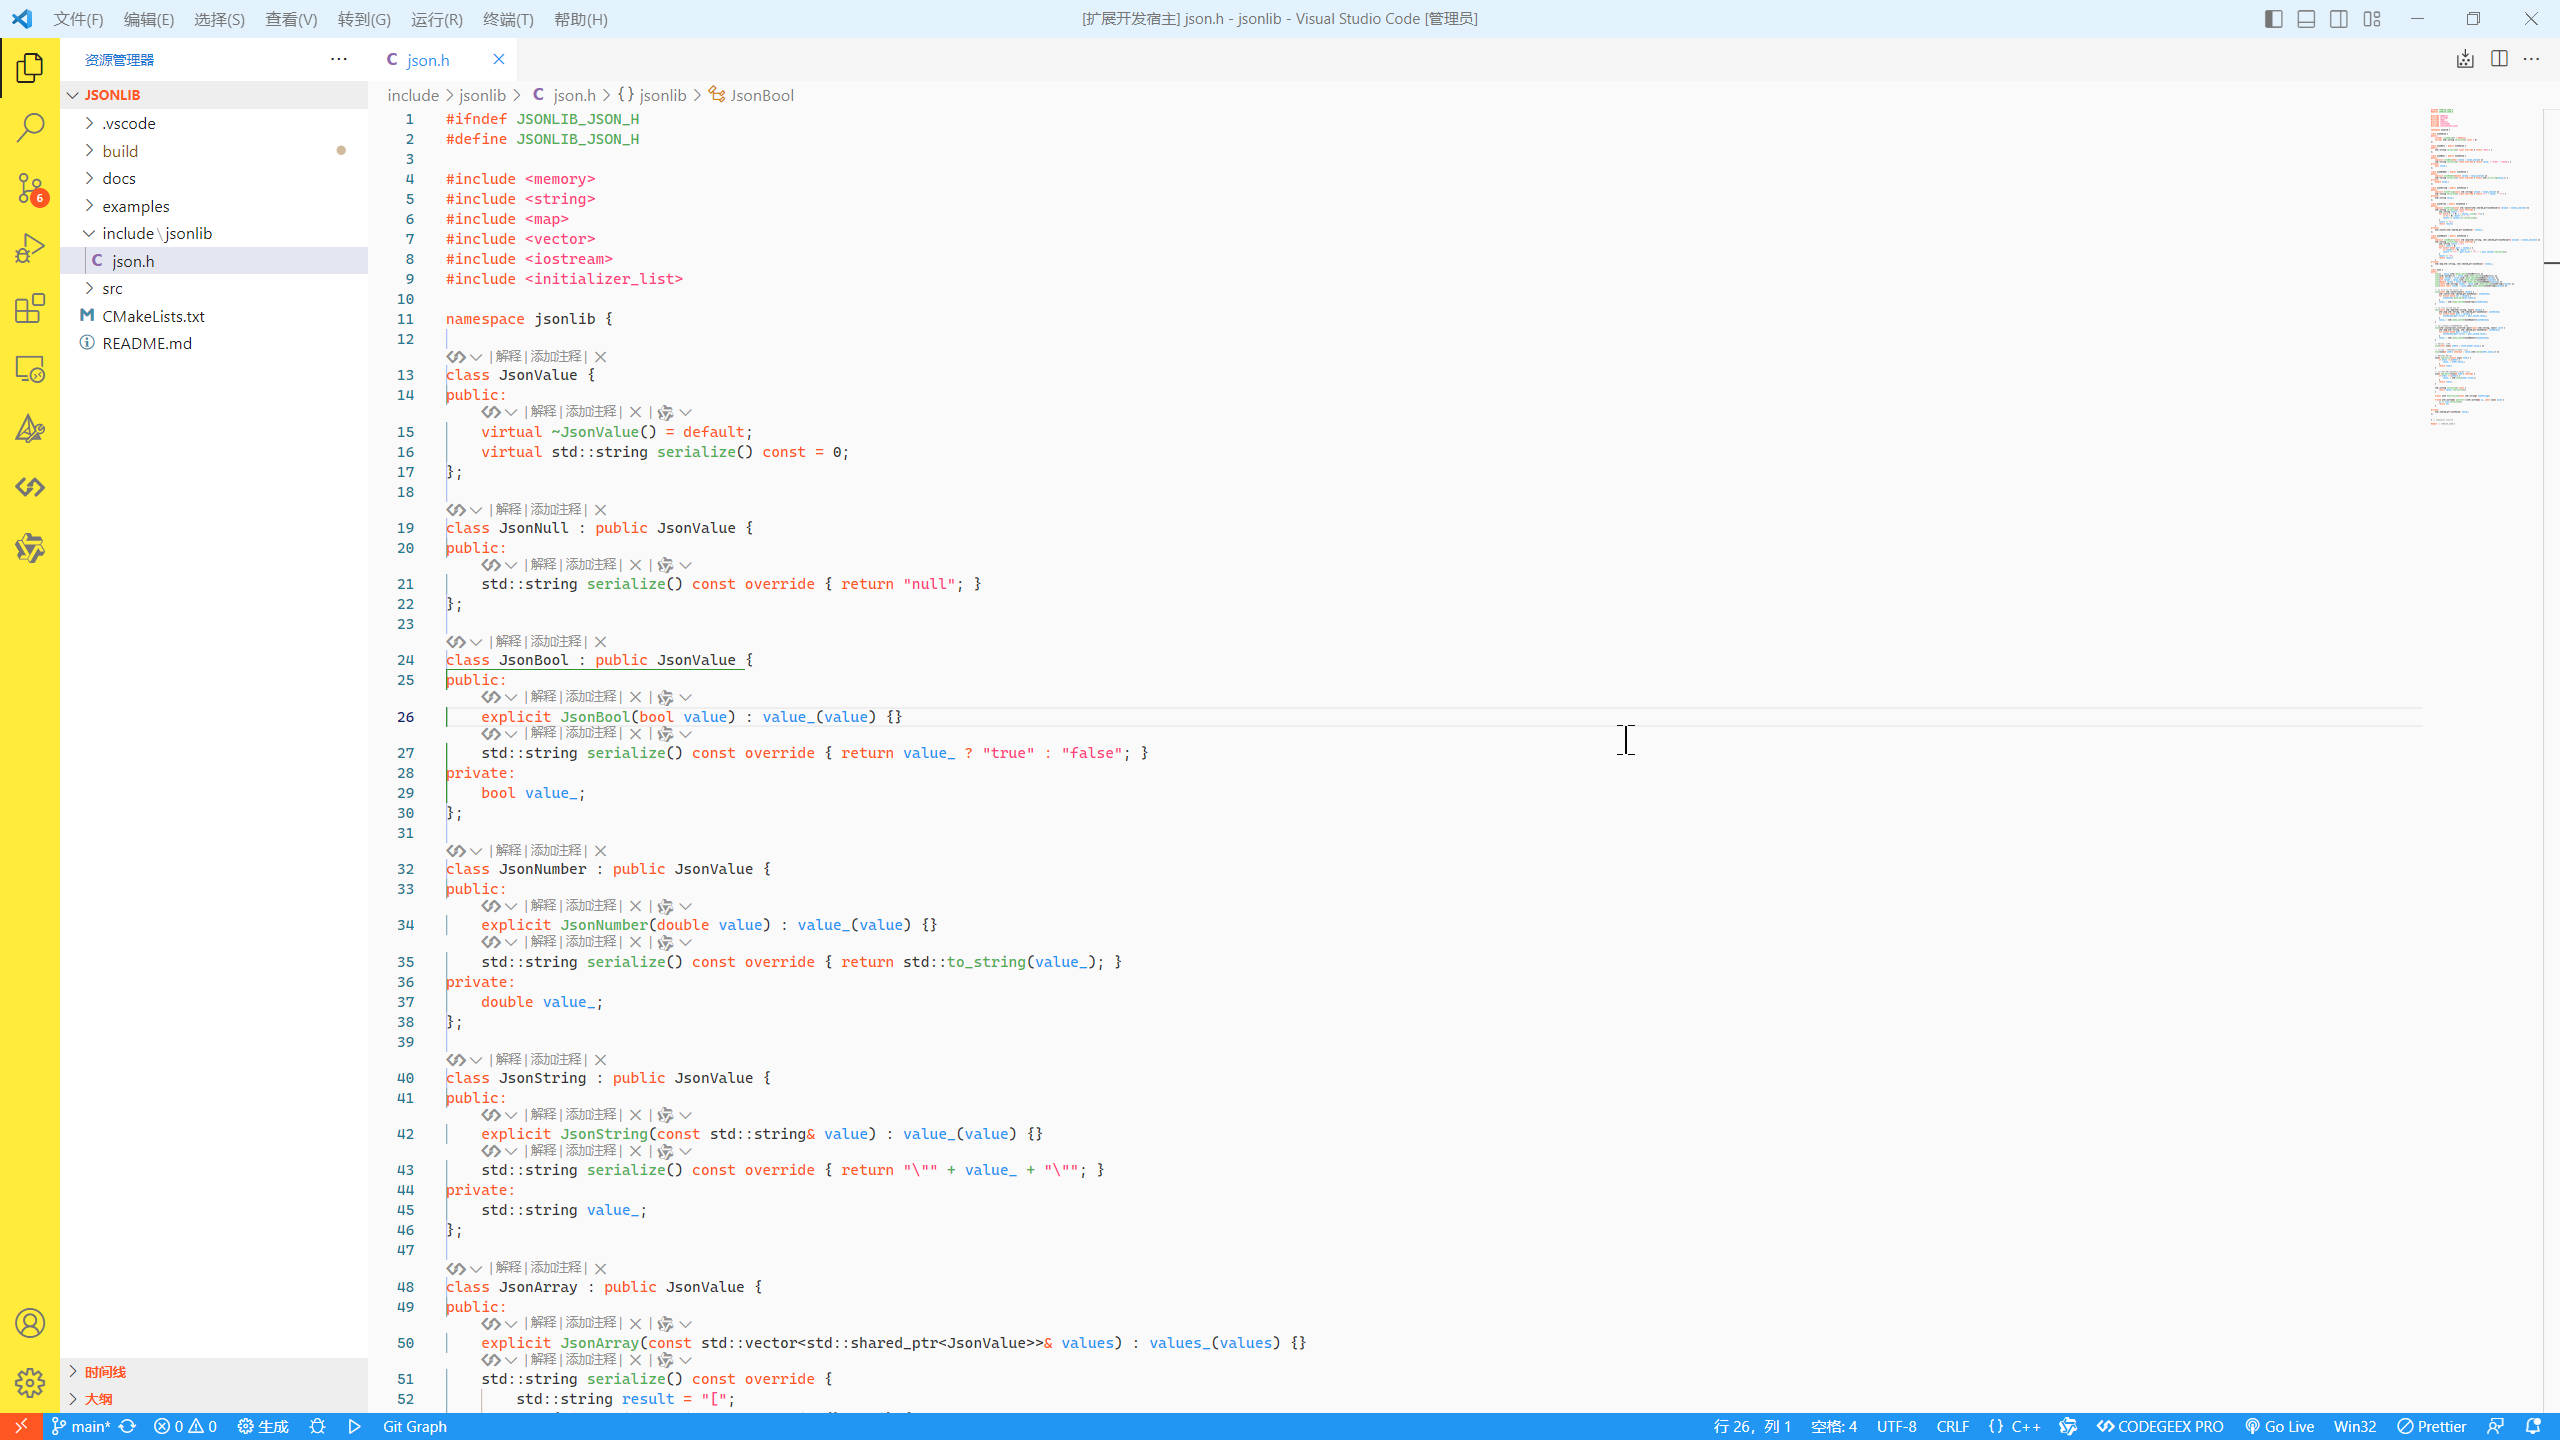 文件(F) 编辑(E) 选择(S) 查看(V) 转到(G) 运行(R) 终端(T) 帮助(H) [扩展开发宿主] json.h - jsonlib - Visual Studio Code [管理员]
资源管理器 ···
JSONLIB
.vscode
build
docs
examples
include\jsonlib
C json.h
src
M CMakeLists.txt
README.md
时间线
大纲
6
C json.h
include > jsonlib > C json.h > {} jsonlib > JsonBool
1 #ifndef JSONLIB_JSON_H
2 #define JSONLIB_JSON_H
3
4 #include <memory>
5 #include <string>
6 #include <map>
7 #include <vector>
8 #include <iostream>
9 #include <initializer_list>
10
11 namespace jsonlib {
12
| 解释 | 添加注释 |
13 class JsonValue {
14 public:
| 解释 | 添加注释 | |
15 virtual ~JsonValue() = default;
16 virtual std::string serialize() const = 0;
17 };
18
| 解释 | 添加注释 |
19 class JsonNull : public JsonValue {
20 public:
| 解释 | 添加注释 | |
21 std::string serialize() const override { return "null"; }
22 };
23
| 解释 | 添加注释 |
24 class JsonBool : public JsonValue {
25 public:
| 解释 | 添加注释 | |
26 explicit JsonBool(bool value) : value_(value) {}
| 解释 | 添加注释 | |
27 std::string serialize() const override { return value_ ? "true" : "false"; }
28 private:
29 bool value_;
30 };
31
| 解释 | 添加注释 |
32 class JsonNumber : public JsonValue {
33 public:
| 解释 | 添加注释 | |
34 explicit JsonNumber(double value) : value_(value) {}
| 解释 | 添加注释 | |
35 std::string serialize() const override { return std::to_string(value_); }
36 private:
37 double value_;
38 };
39
| 解释 | 添加注释 |
40 class JsonString : public JsonValue {
41 public:
| 解释 | 添加注释 | |
42 explicit JsonString(const std::string& value) : value_(value) {}
| 解释 | 添加注释 | |
43 std::string serialize() const override { return "\"" + value_ + "\""; }
44 private:
45 std::string value_;
46 };
47
| 解释 | 添加注释 |
48 class JsonArray : public JsonValue {
49 public:
| 解释 | 添加注释 | |
50 explicit JsonArray(const std::vector<std::shared_ptr<JsonValue>>& values) : values_(values) {}
| 解释 | 添加注释 | |
51 std::string serialize() const override {
52 std::string result = "[";
main* 0 0 生成 Git Graph 行 26，列 1 空格: 4 UTF-8 CRLF {} C++ CODEGEEX PRO Go Live Win32 Prettier